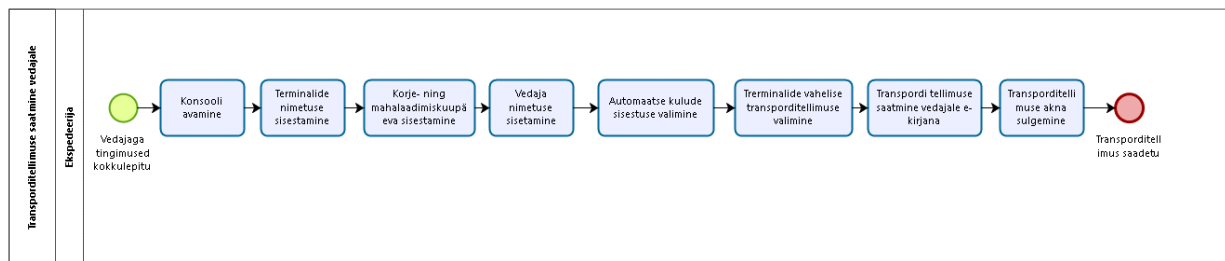 Transporditellimuse saatmine vedajale
Ekspedeerija
Vedajaga
tingimused
kokkulepitu
Konsooli
avamine
Terminalide
nimetuse
sisestamine
Korje- ning
mahalaadimiskuupä
eva sisestamine
Vedaja
nimetuse
sisetamine
Automaatse kulude
sisestuse valimine
Terminalide vahelise
transporditellimuse
valimine
Transpordi tellimuse
saatmine vedajale e-
kirjana
Transporditelli
muse akna
sulgemine
Transporditell
imus saadetu